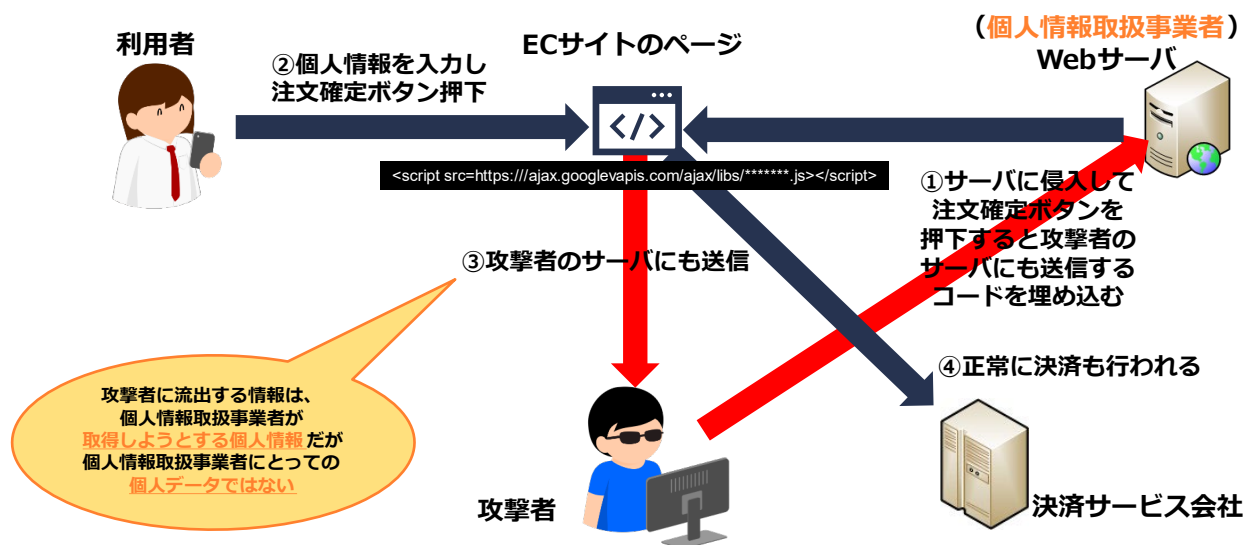 利用者
②個人情報を入力し
注文確定ボタン押下
ECサイトのページ
（個人情報取扱事業者）
Webサーバ
<script src=https:///ajax.googlevapis.com/ajax/libs/*******.js></script>
①サーバに侵入して
注文確定ボタンを
押下すると攻撃者の
サーバにも送信する
コードを埋め込む
③攻撃者のサーバにも送信
④正常に決済も行われる
攻撃者に流出する情報は、
個人情報取扱事業者が
取得しようとする個人情報だが
個人情報取扱事業者にとっての
個人データではない
攻撃者
決済サービス会社